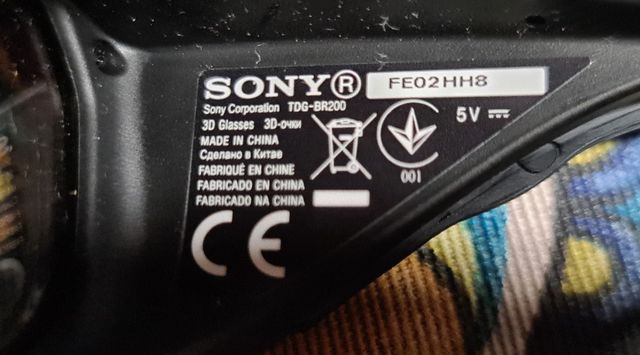 SONY®
FE02HH8
Sony Corporation TDG-BR200
3D Glasses 3D-очки
5V ⎓
MADE IN CHINA
Сделано в Китае
FABRIQUÉ EN CHINE
FABRICADO EN CHINA
FABRICADO NA CHINA
001
CE